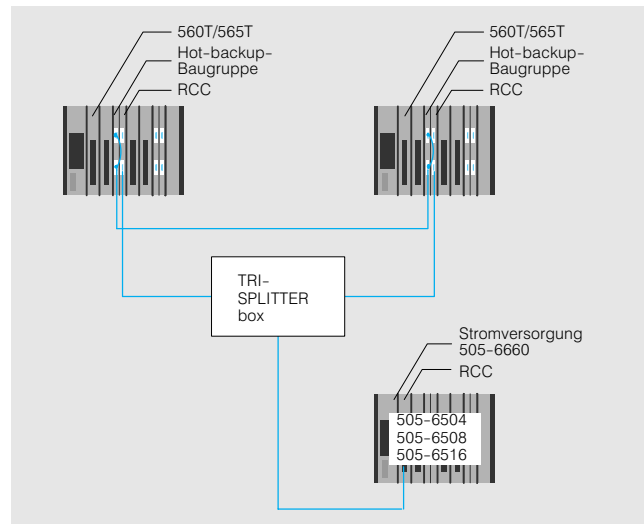 560T/565T
Hot-backup-
Baugruppe
RCC
560T/565T
Hot-backup-
Baugruppe
RCC
TRI-
SPLITTER
box
Stromversorgung
505-6660
RCC
505-6504
505-6508
505-6516